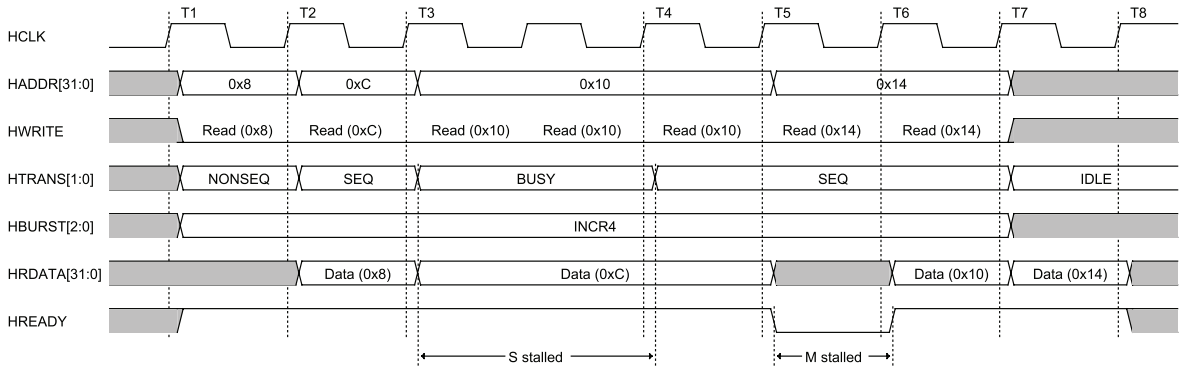 T1 T2 T3 T4 T5 T6 T7 T8
HCLK
HADDR[31:0] 0x8 0xC 0x10 0x14
HWRITE Read (0x8) Read (0xC) Read (0x10) Read (0x10) Read (0x10) Read (0x14) Read (0x14)
HTRANS[1:0] NONSEQ SEQ BUSY SEQ IDLE
HBURST[2:0] INCR4
HRDATA[31:0] Data (0x8) Data (0xC) Data (0x10) Data (0x14)
HREADY
S stalled M stalled